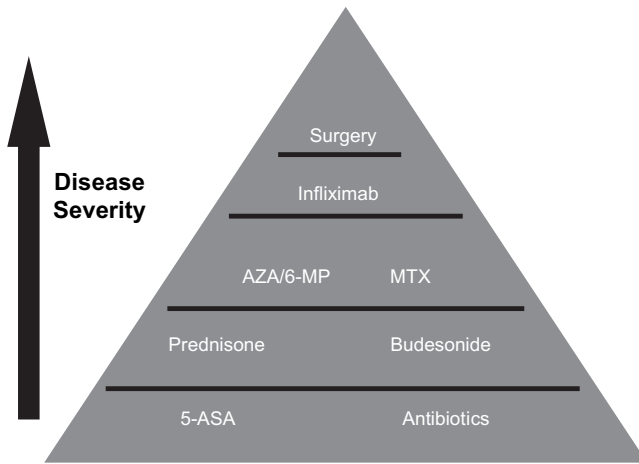 Surgery
Disease
Severity
Infliximab
AZA/6-MP MTX
Prednisone Budesonide
5-ASA Antibiotics